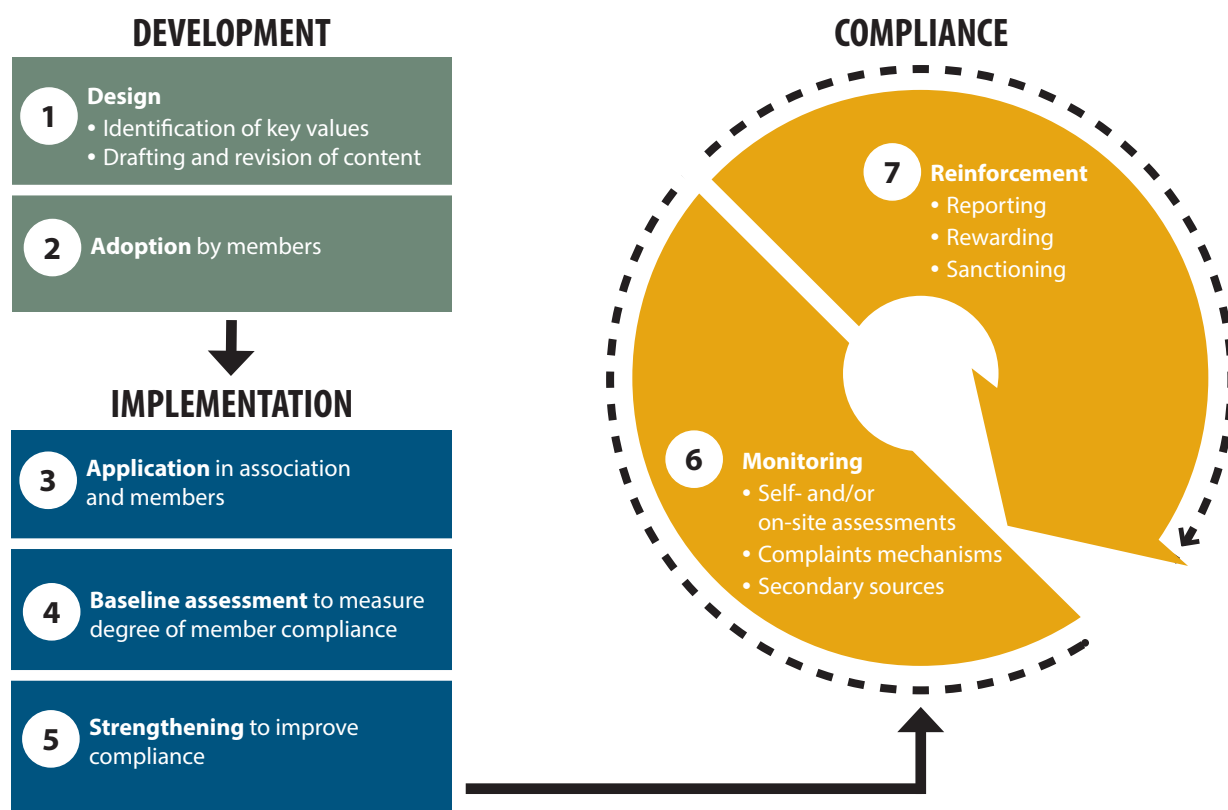 DEVELOPMENT
1
Design
• Identification of key values
• Drafting and revision of content
2
Adoption by members
IMPLEMENTATION
3
Application in association
and members
4
Baseline assessment to measure
degree of member compliance
5
Strengthening to improve
compliance
COMPLIANCE
6
Monitoring
• Self- and/or
on-site assessments
• Complaints mechanisms
• Secondary sources
7
Reinforcement
• Reporting
• Rewarding
• Sanctioning